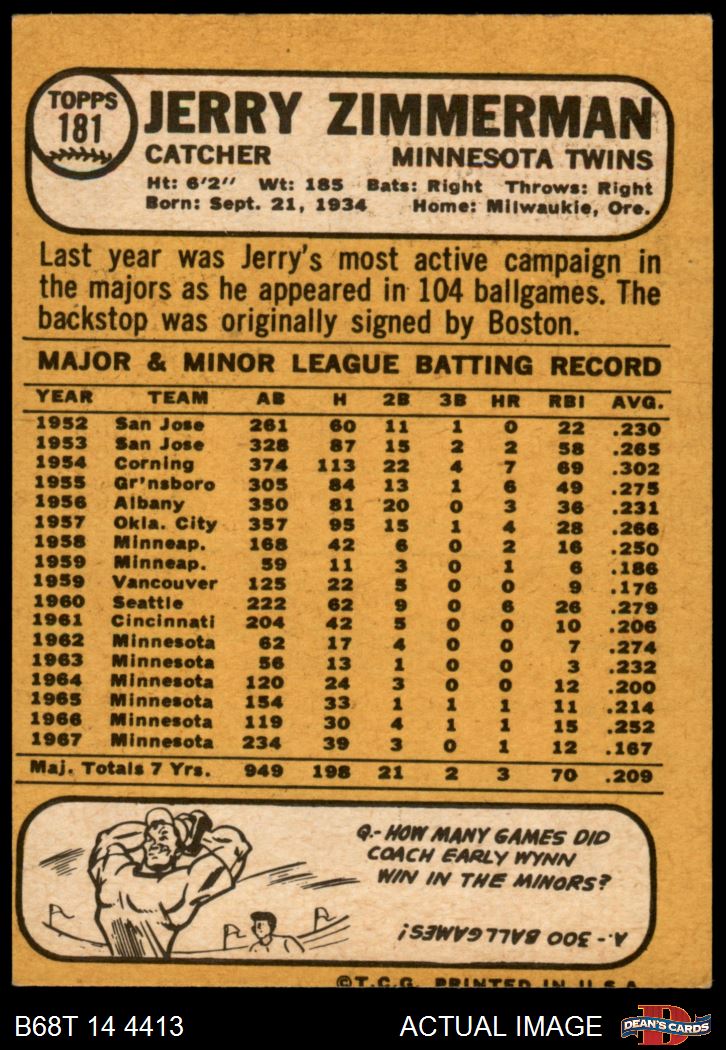 TOPPS
181
JERRY ZIMMERMAN
CATCHER MINNESOTA TWINS
Ht: 6'2" Wt: 185 Bats: Right Throws: Right
Born: Sept. 21, 1934 Home: Milwaukie, Ore.
Last year was Jerry's most active campaign in
the majors as he appeared in 104 ballgames. The
backstop was originally signed by Boston.
MAJOR & MINOR LEAGUE BATTING RECORD
YEAR TEAM AB H 2B 3B HR RBI AVG.
1952 San Jose 261 60 11 1 0 22 .230
1953 San Jose 328 87 15 2 2 58 .265
1954 Corning 374 113 22 4 7 69 .302
1955 Gr'nsboro 305 84 13 1 6 49 .275
1956 Albany 350 81 20 0 3 36 .231
1957 Okla. City 357 95 15 1 4 28 .266
1958 Minneap. 168 42 6 0 2 16 .250
1959 Minneap. 59 11 3 0 1 6 .186
1959 Vancouver 125 22 5 0 0 9 .176
1960 Seattle 222 62 9 0 6 26 .279
1961 Cincinnati 204 42 5 0 0 10 .206
1962 Minnesota 62 17 4 0 0 7 .274
1963 Minnesota 56 13 1 0 0 3 .232
1964 Minnesota 120 24 3 0 0 12 .200
1965 Minnesota 154 33 1 1 1 11 .214
1966 Minnesota 119 30 4 1 1 15 .252
1967 Minnesota 234 39 3 0 1 12 .167
Maj. Totals 7 Yrs. 949 198 21 2 3 70 .209
Q.- HOW MANY GAMES DID
COACH EARLY WYNN
WIN IN THE MINORS?
A.- 300 BALL GAMES!
©T.C.G. PRINTED IN U.S.A.
B68T 14 4413 ACTUAL IMAGE
D
DEAN'S CARDS